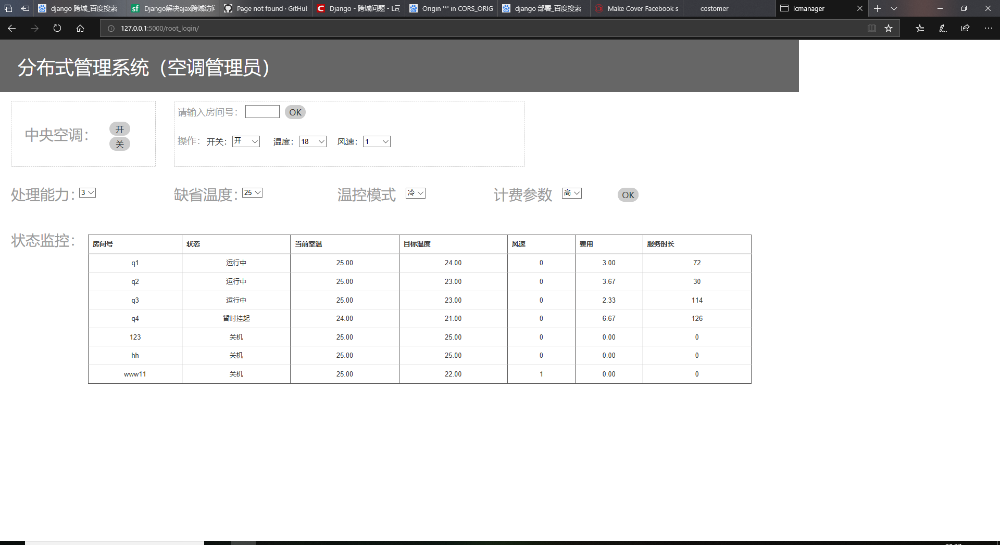 django 跨域_百度搜索
Django解决ajax跨域访问
Page not found · GitHub
Django - 跨域问题 - L司
Origin '*' in CORS_ORIG
django 部署_百度搜索
Make Cover Facebook s
costomer
lcmanager
127.0.0.1:5000/root_login/
分布式管理系统（空调管理员）
中央空调：
开
关
请输入房间号：
OK
操作： 开关： 开 温度： 18 风速： 1
处理能力： 3 缺省温度： 25 温控模式 冷 计费参数 高 OK
状态监控：
房间号 状态 当前室温 目标温度 风速 费用 服务时长
q1 运行中 25.00 24.00 0 3.00 72
q2 运行中 25.00 23.00 0 3.67 30
q3 运行中 25.00 23.00 0 2.33 114
q4 暂时挂起 24.00 21.00 0 6.67 126
123 关机 25.00 25.00 0 0.00 0
hh 关机 25.00 25.00 0 0.00 0
www11 关机 25.00 22.00 1 0.00 0